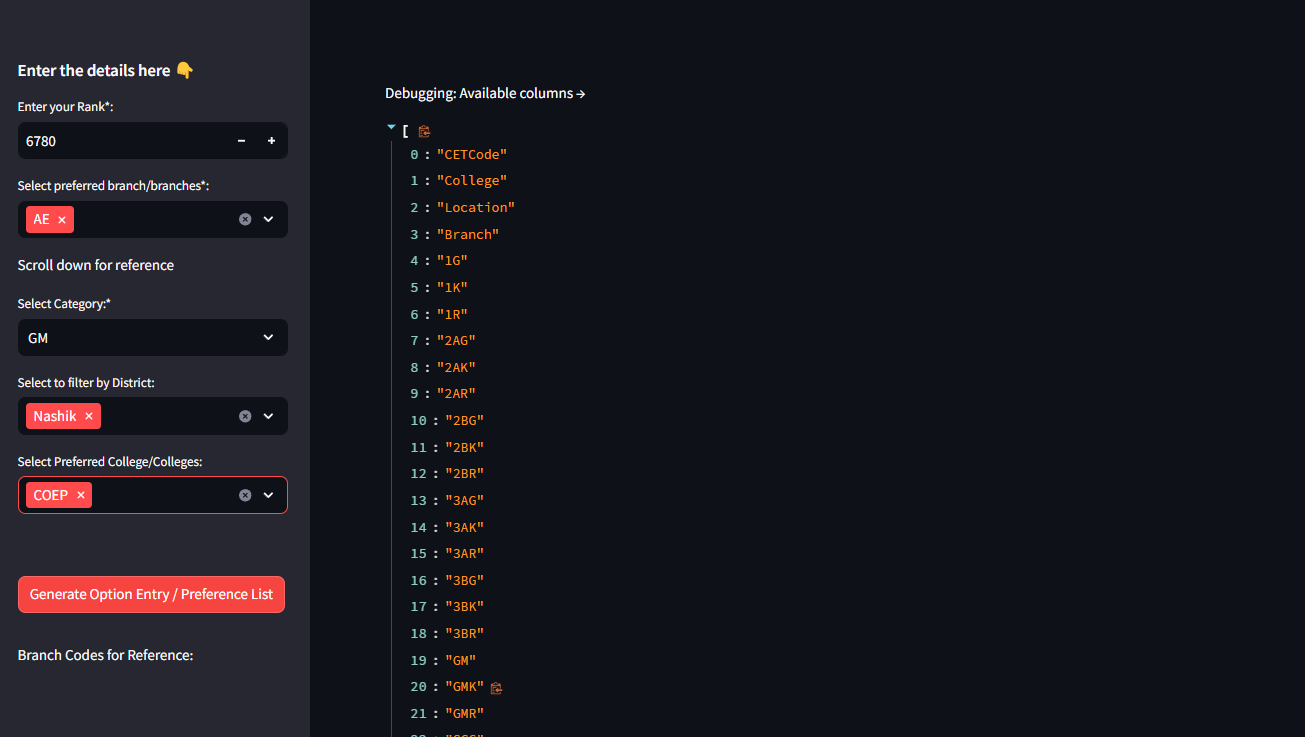 Enter the details here 👇
Enter your Rank*:
6780
Select preferred branch/branches*:
AE ×
Scroll down for reference
Select Category:*
GM
Select to filter by District:
Nashik ×
Select Preferred College/Colleges:
COEP ×
Generate Option Entry / Preference List
Branch Codes for Reference:
Debugging: Available columns →
[
0 : "CETCode"
1 : "College"
2 : "Location"
3 : "Branch"
4 : "1G"
5 : "1K"
6 : "1R"
7 : "2AG"
8 : "2AK"
9 : "2AR"
10 : "2BG"
11 : "2BK"
12 : "2BR"
13 : "3AG"
14 : "3AK"
15 : "3AR"
16 : "3BG"
17 : "3BK"
18 : "3BR"
19 : "GM"
20 : "GMK"
21 : "GMR"